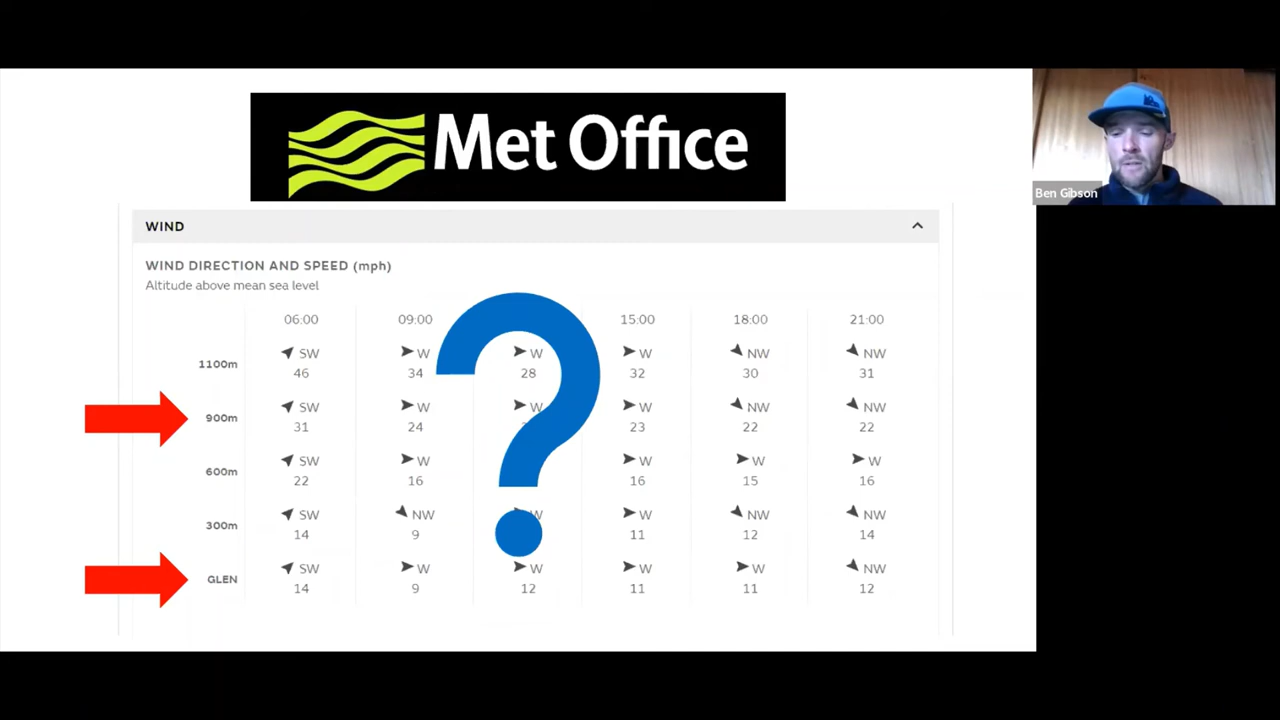 Met Office
Ben Gibson
WIND
WIND DIRECTION AND SPEED (mph)
Altitude above mean sea level
06:00 09:00 15:00 18:00 21:00
1100m SW W W W NW NW
46 34 28 32 30 31
900m SW W W W NW NW
31 24 23 22 22
600m SW W W W W
22 16 16 15 16
300m SW NW W W NW NW
14 9 11 12 14
GLEN SW W W W W NW
14 9 12 11 11 12